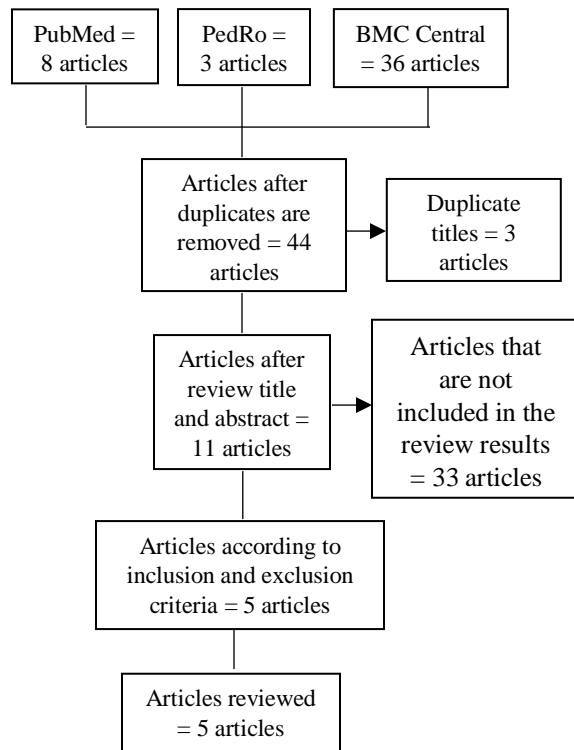 PubMed =
8 articles
PedRo =
3 articles
BMC Central
= 36 articles
Articles after
duplicates are
removed = 44
articles
Duplicate
titles = 3
articles
Articles after
review title
and abstract =
11 articles
Articles that
are not
included in the
review results
= 33 articles
Articles according to
inclusion and exclusion
criteria = 5 articles
Articles reviewed
= 5 articles